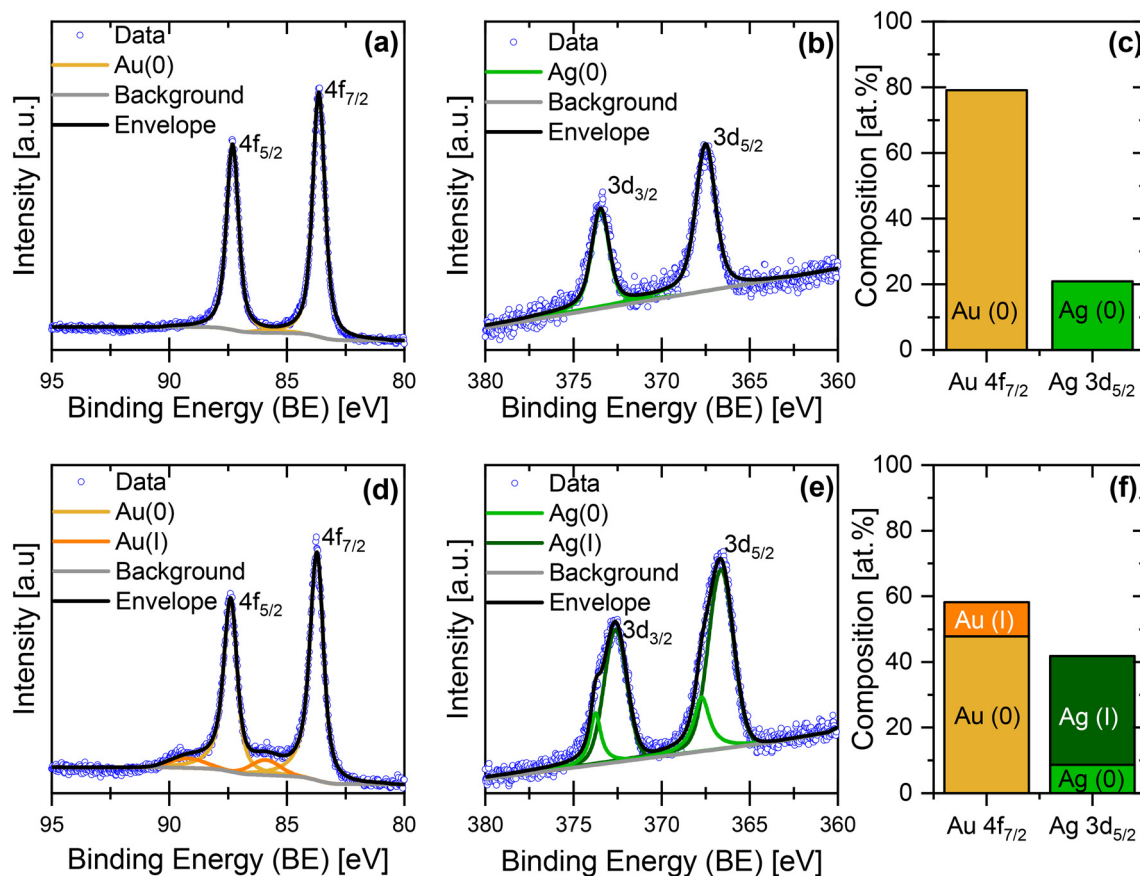 (a)
Data
Au(0)
Background
Envelope
4f7/2
4f5/2
Intensity [a.u.]
95 90 85 80
Binding Energy (BE) [eV]
(b)
Data
Ag(0)
Background
Envelope
3d5/2
3d3/2
Intensity [a.u.]
380 375 370 365 360
Binding Energy (BE) [eV]
(c)
Composition [at.%]
100
80
60
40
20
0
Au (0)
Ag (0)
Au 4f7/2 Ag 3d5/2
(d)
Data
Au(0)
Au(I)
Background
Envelope
4f7/2
4f5/2
Intensity [a.u]
95 90 85 80
Binding Energy (BE) [eV]
(e)
Data
Ag(0)
Ag(I)
Background
Envelope
3d5/2
3d3/2
Intensity [a.u.]
380 375 370 365 360
Binding Energy (BE) [eV]
(f)
Composition [at.%]
100
80
60
40
20
0
Au (I)
Au (0)
Ag (I)
Ag (0)
Au 4f7/2 Ag 3d5/2